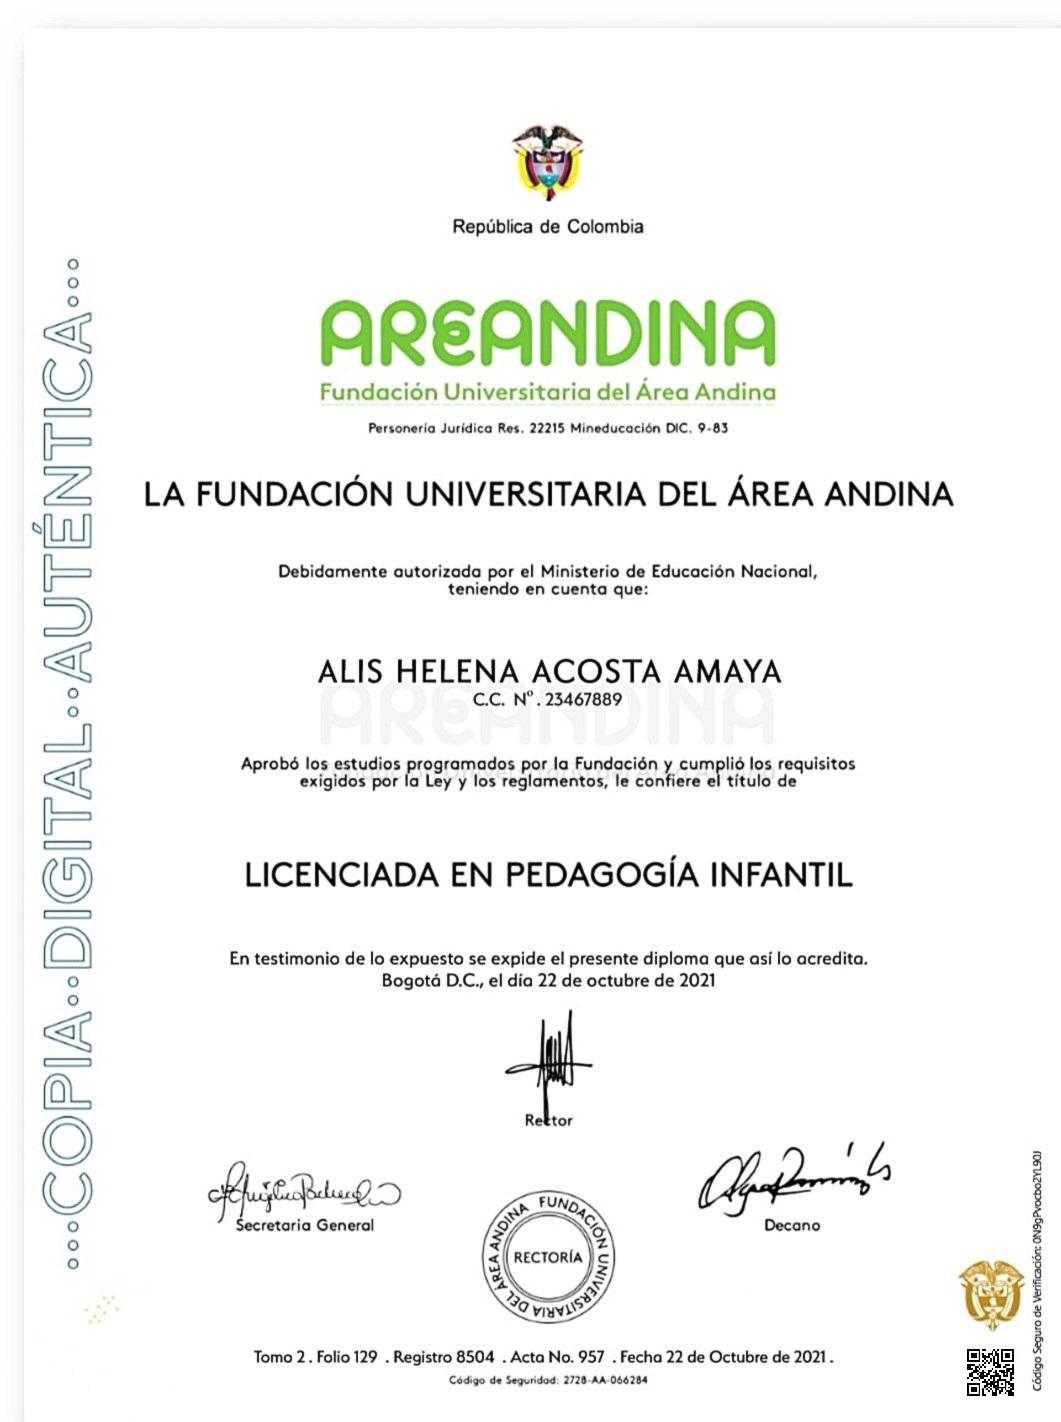 República de Colombia
AREANDINA
Fundación Universitaria del Área Andina
Personería Jurídica Res. 22215 Mineducación DIC. 9-83
LA FUNDACIÓN UNIVERSITARIA DEL ÁREA ANDINA
Debidamente autorizada por el Ministerio de Educación Nacional,
teniendo en cuenta que:
ALIS HELENA ACOSTA AMAYA
C.C. Nº. 23467889
AREANDINA
Fundación Universitaria del Área Andina
Aprobó los estudios programados por la Fundación y cumplió los requisitos
exigidos por la Ley y los reglamentos, le confiere el título de
LICENCIADA EN PEDAGOGÍA INFANTIL
En testimonio de lo expuesto se expide el presente diploma que así lo acredita.
Bogotá D.C., el día 22 de octubre de 2021
Rector
Secretaria General
Decano
FUNDACIÓN UNIVERSITARIA DEL ÁREA ANDINA
RECTORÍA
Tomo 2 . Folio 129 . Registro 8504 . Acta No. 957 . Fecha 22 de Octubre de 2021 .
Código de Seguridad: 2728-AA-066284
...COPIA..DIGITAL..AUTÉNTICA...
Código Seguro de Verificación: 0N9gPvocbo2YL90J